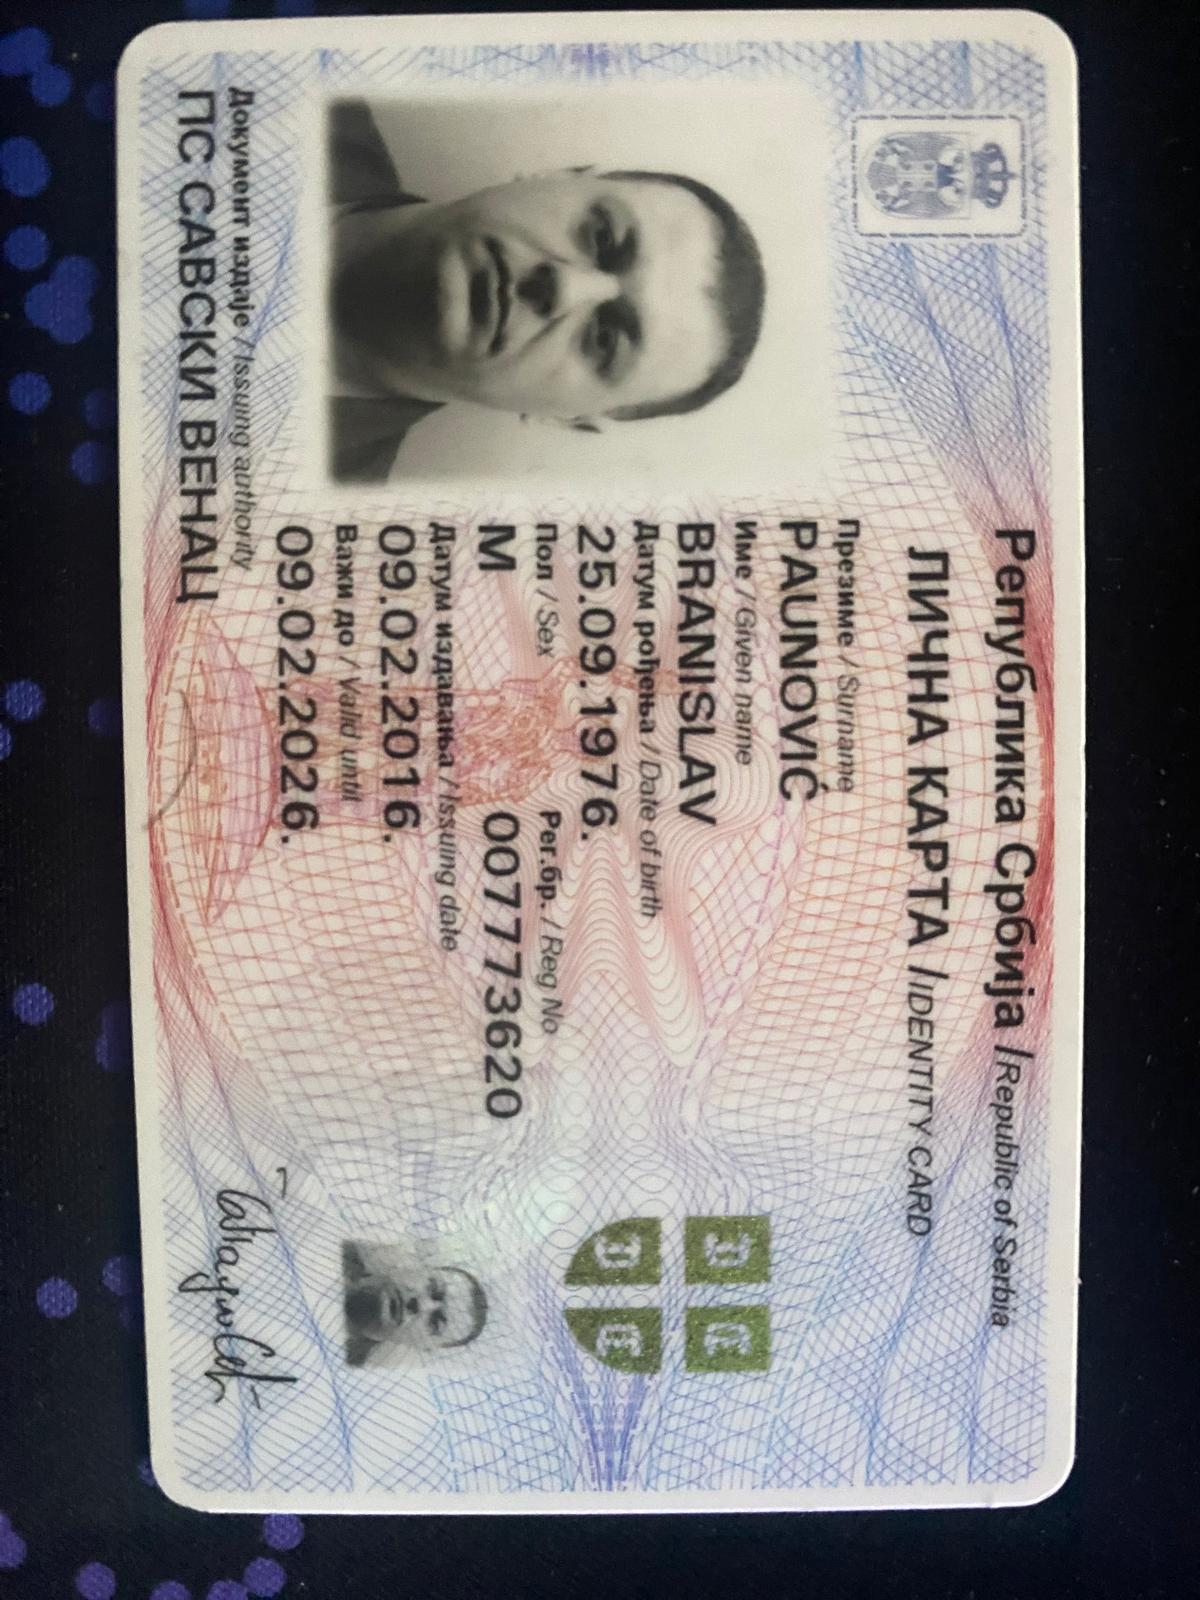 Република Србија /Republic of Serbia
ЛИЧНА КАРТА /IDENTITY CARD
Презиме / Surname
PAUNOVIĆ
Име / Given name
BRANISLAV
Датум рођења / Date of birth
25.09.1976.
Пол / Sex Рег.бр. / Reg No
M 007773620
Датум издавања / Issuing date
09.02.2016.
Важи до / Valid until
09.02.2026.
Документ издаје / Issuing authority
ПС САВСКИ ВЕНАЦ